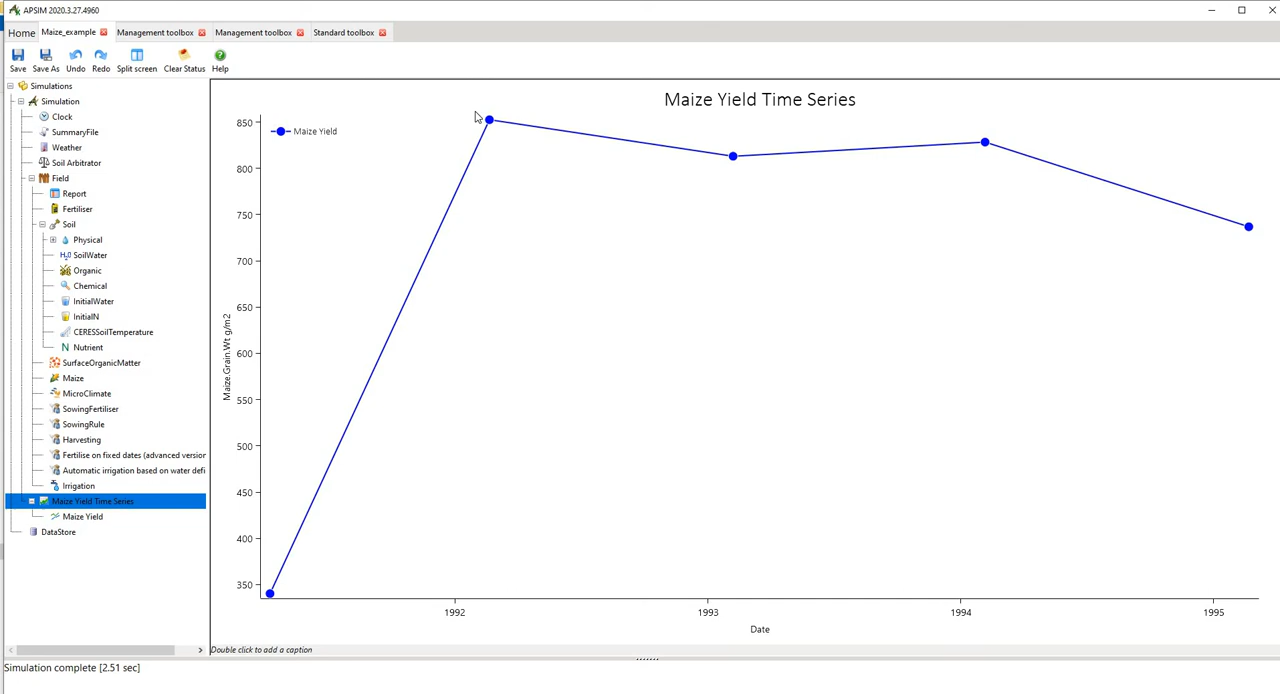 APSIM 2020.3.27.4960
Home Maize_example Management toolbox Management toolbox Standard toolbox
Save Save As Undo Redo Split screen Clear Status Help
Simulations
Simulation
Clock
SummaryFile
Weather
Soil Arbitrator
Field
Report
Fertiliser
Soil
Physical
SoilWater
Organic
Chemical
InitialWater
InitialN
CERESSoilTemperature
Nutrient
SurfaceOrganicMatter
Maize
MicroClimate
SowingFertiliser
SowingRule
Harvesting
Fertilise on fixed dates (advanced version
Automatic irrigation based on water defi
Irrigation
Maize Yield Time Series
Maize Yield
DataStore
Maize Yield Time Series
Maize Yield
850
800
750
700
650
600
550
500
450
400
350
Maize.Grain.Wt g/m2
1992 1993 1994 1995
Date
Double click to add a caption
Simulation complete [2.51 sec]